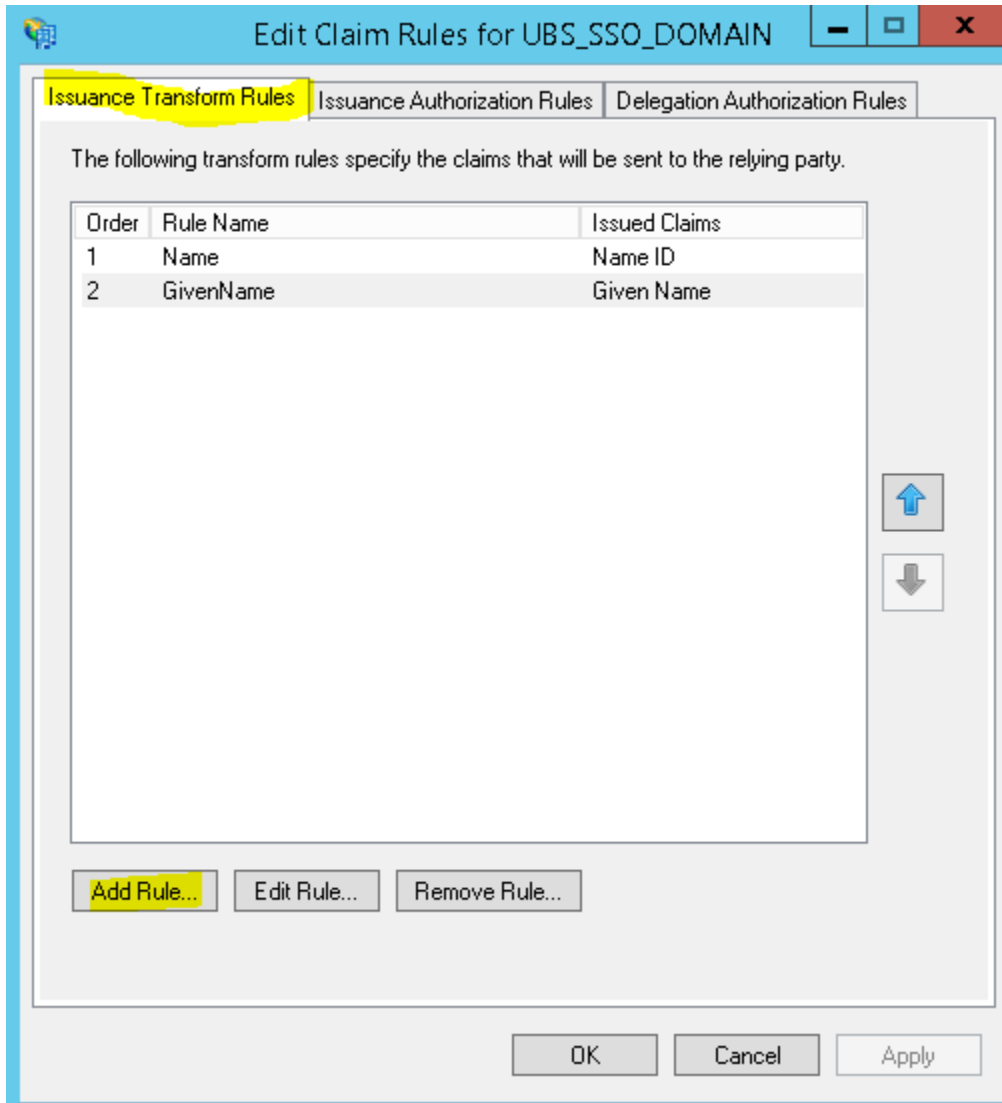 Edit Claim Rules for UBS_SSO_DOMAIN
Issuance Transform Rules Issuance Authorization Rules Delegation Authorization Rules
The following transform rules specify the claims that will be sent to the relying party.
Order Rule Name Issued Claims
1 Name Name ID
2 GivenName Given Name
Add Rule... Edit Rule... Remove Rule...
OK Cancel Apply